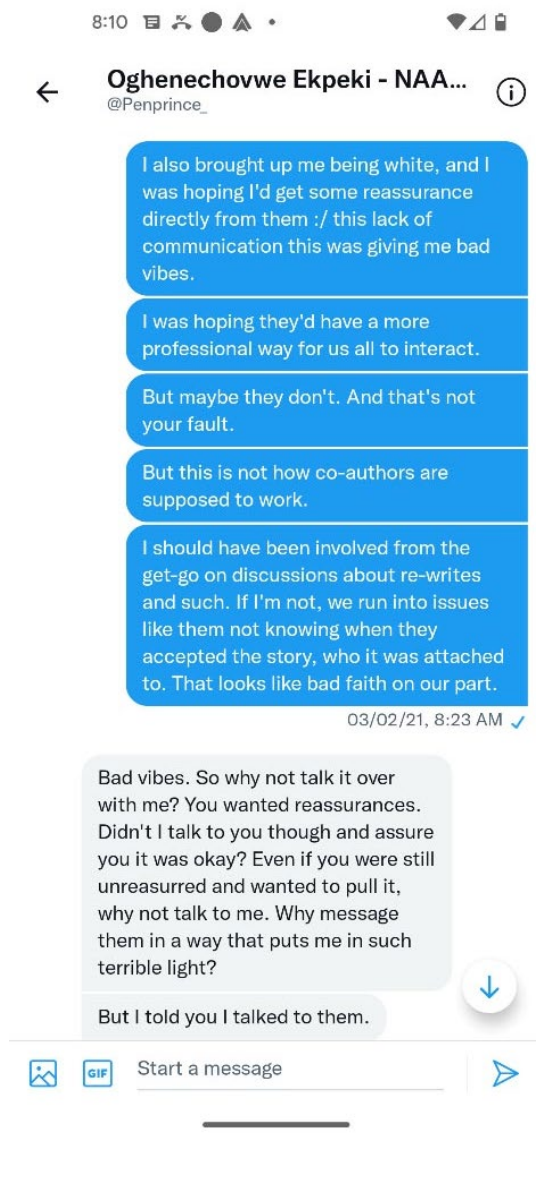 8:10
Oghenechovwe Ekpeki - NAA...
@Penprince_
I also brought up me being white, and I
was hoping I'd get some reassurance
directly from them :/ this lack of
communication this was giving me bad
vibes.
I was hoping they'd have a more
professional way for us all to interact.
But maybe they don't. And that's not
your fault.
But this is not how co-authors are
supposed to work.
I should have been involved from the
get-go on discussions about re-writes
and such. If I'm not, we run into issues
like them not knowing when they
accepted the story, who it was attached
to. That looks like bad faith on our part.
03/02/21, 8:23 AM
Bad vibes. So why not talk it over
with me? You wanted reassurances.
Didn't I talk to you though and assure
you it was okay? Even if you were still
unreasurred and wanted to pull it,
why not talk to me. Why message
them in a way that puts me in such
terrible light?
But I told you I talked to them.
GIF
Start a message